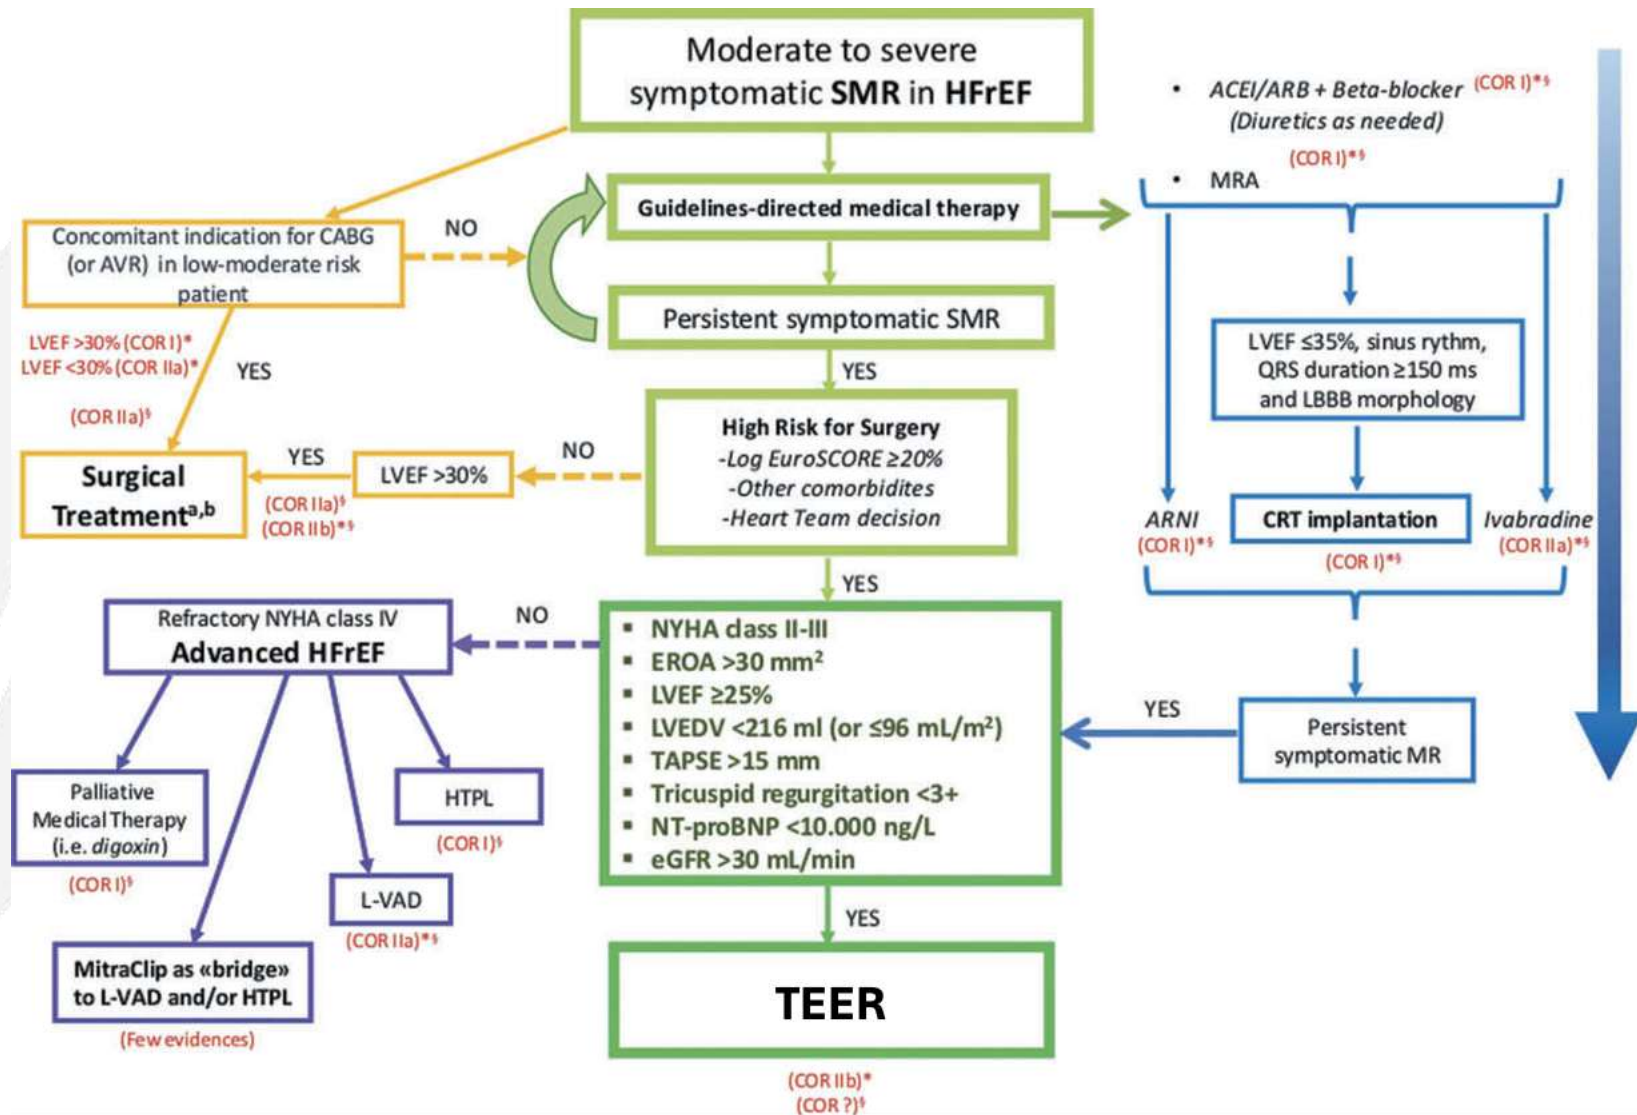 Moderate to severe
symptomatic SMR in HFrEF
• ACEI/ARB + Beta-blocker (COR I)*§
(Diuretics as needed)
(COR I)*§
• MRA
Guidelines-directed medical therapy
Concomitant indication for CABG
(or AVR) in low-moderate risk
patient
NO
Persistent symptomatic SMR
LVEF >30% (COR I)*
LVEF <30% (COR IIa)*
YES
(COR IIa)§
YES
LVEF ≤35%, sinus rythm,
QRS duration ≥150 ms
and LBBB morphology
High Risk for Surgery
-Log EuroSCORE ≥20%
-Other comorbidites
-Heart Team decision
NO
LVEF >30%
YES
(COR IIa)§
(COR IIb)*§
Surgical
Treatmentᵃ,ᵇ
ARNI
(COR I)*§
CRT implantation
(COR I)*§
Ivabradine
(COR IIa)*§
YES
▪ NYHA class II-III
▪ EROA >30 mm²
▪ LVEF ≥25%
▪ LVEDV <216 ml (or ≤96 mL/m²)
▪ TAPSE >15 mm
▪ Tricuspid regurgitation <3+
▪ NT-proBNP <10.000 ng/L
▪ eGFR >30 mL/min
NO
Refractory NYHA class IV
Advanced HFrEF
YES
Persistent
symptomatic MR
Palliative
Medical Therapy
(i.e. digoxin)
(COR I)§
HTPL
(COR I)§
L-VAD
(COR IIa)*§
MitraClip as «bridge»
to L-VAD and/or HTPL
(Few evidences)
YES
TEER
(COR IIb)*
(COR ?)§